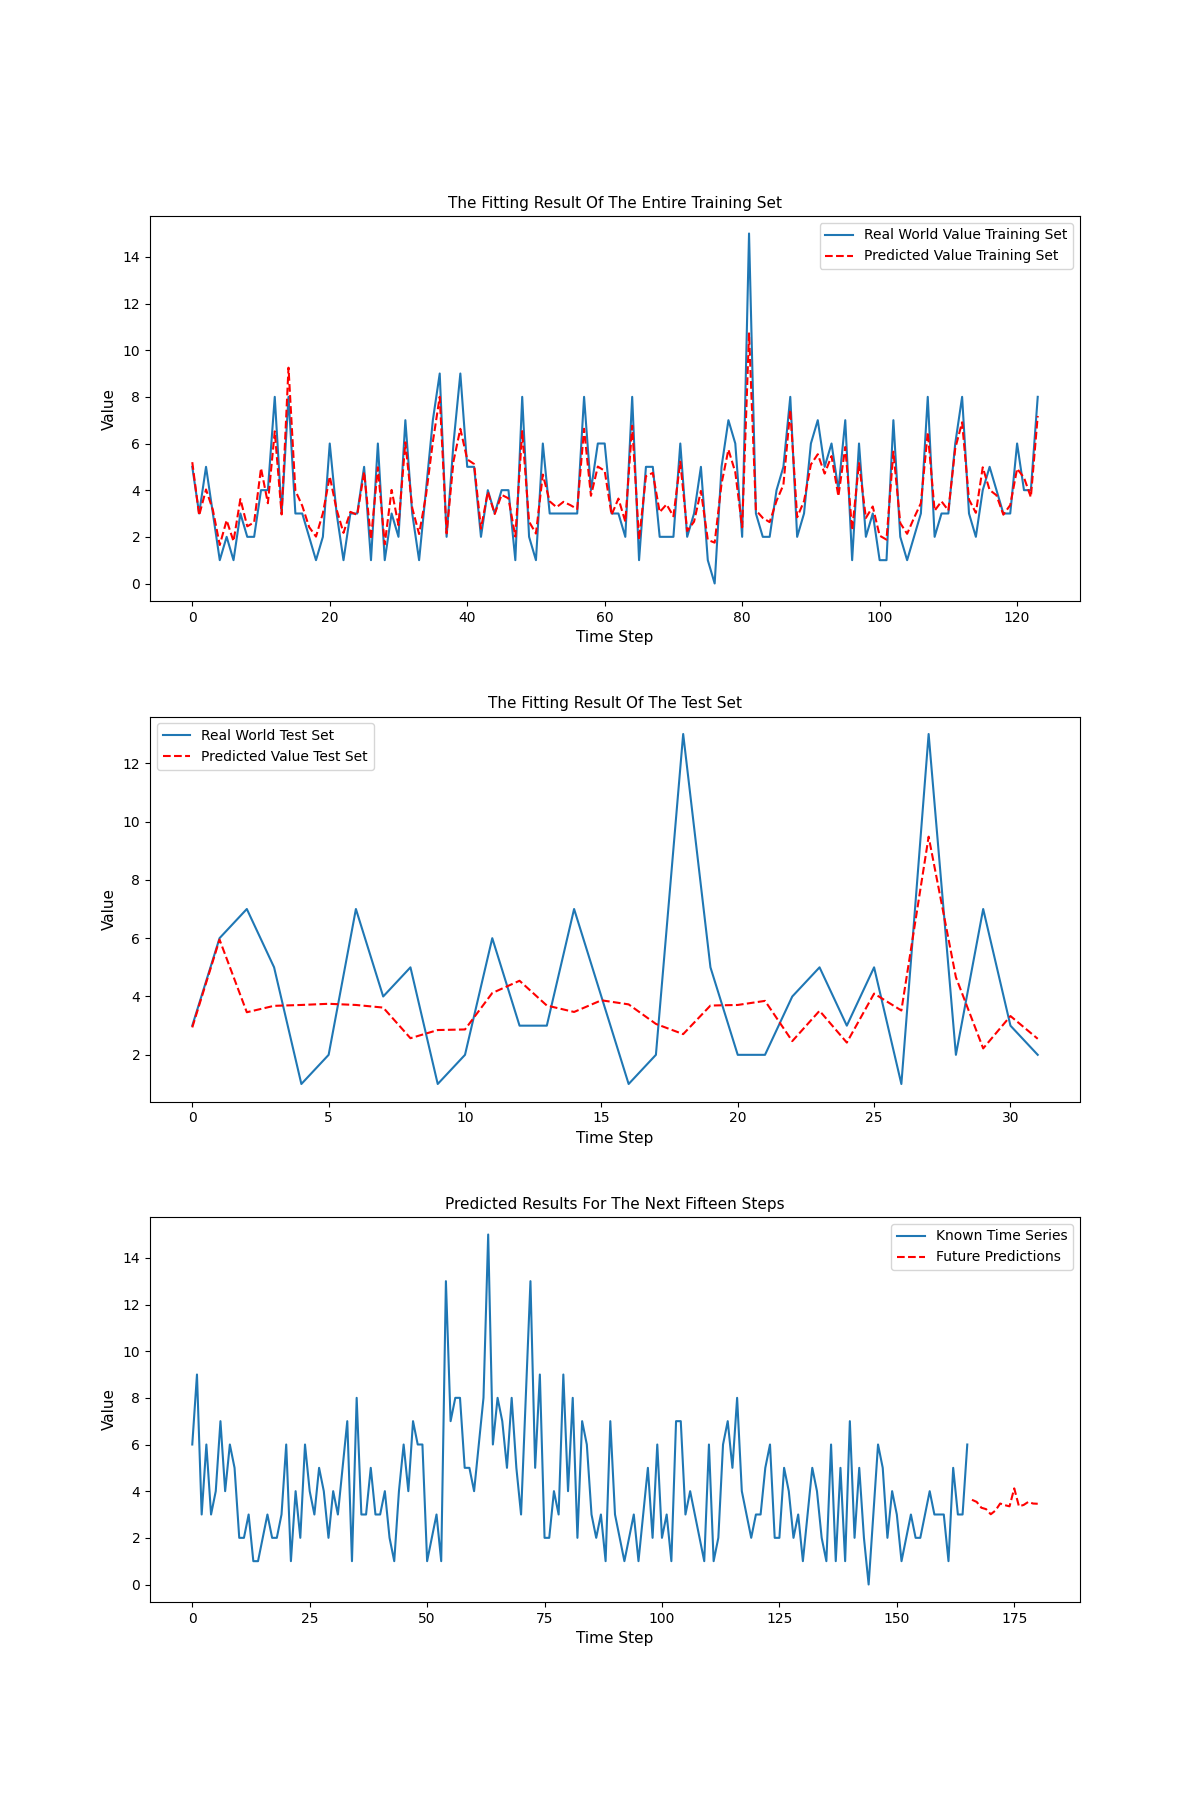 The Fitting Result Of The Entire Training Set
Real World Value Training Set
Predicted Value Training Set
Value
14
12
10
8
6
4
2
0
0 20 40 60 80 100 120
Time Step
The Fitting Result Of The Test Set
Real World Test Set
Predicted Value Test Set
Value
12
10
8
6
4
2
0 5 10 15 20 25 30
Time Step
Predicted Results For The Next Fifteen Steps
Known Time Series
Future Predictions
Value
14
12
10
8
6
4
2
0
0 25 50 75 100 125 150 175
Time Step